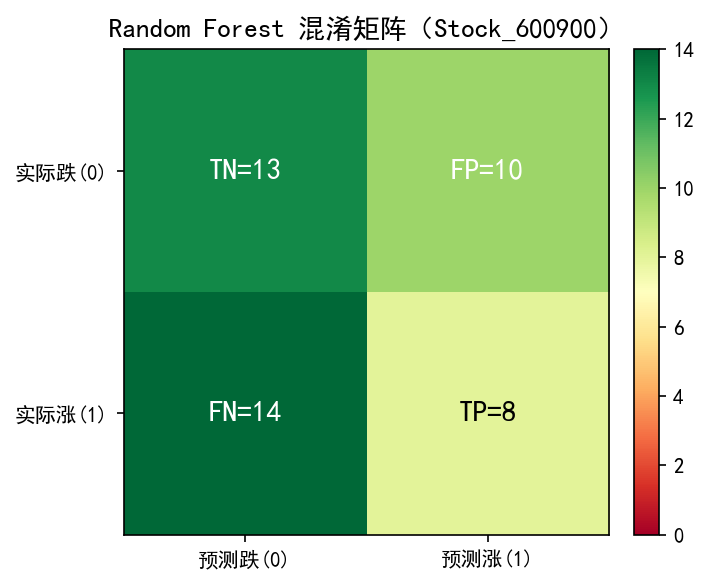 Random Forest 混淆矩阵（Stock_600900）
实际跌(0)
TN=13
FP=10
实际涨(1)
FN=14
TP=8
预测跌(0)
预测涨(1)
14
12
10
8
6
4
2
0